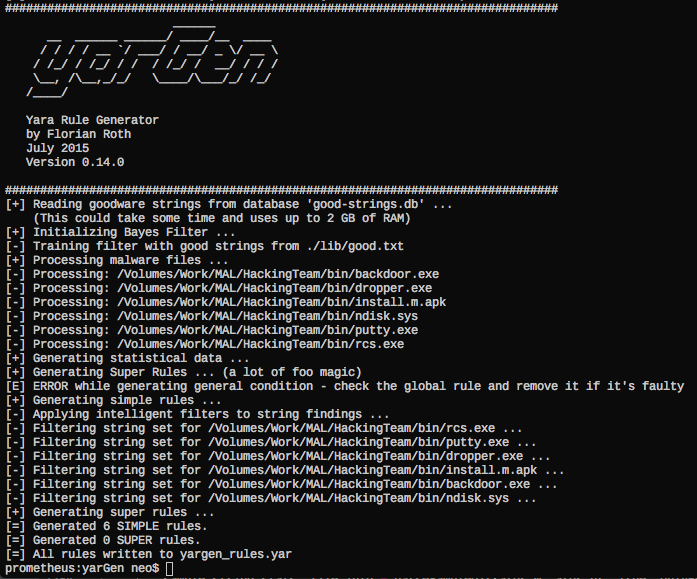 ###############################################################################
yarGen
Yara Rule Generator
by Florian Roth
July 2015
Version 0.14.0
###############################################################################
[+] Reading goodware strings from database 'good-strings.db' ...
(This could take some time and uses up to 2 GB of RAM)
[+] Initializing Bayes Filter ...
[-] Training filter with good strings from ./lib/good.txt
[+] Processing malware files ...
[-] Processing: /Volumes/Work/MAL/HackingTeam/bin/backdoor.exe
[-] Processing: /Volumes/Work/MAL/HackingTeam/bin/dropper.exe
[-] Processing: /Volumes/Work/MAL/HackingTeam/bin/install.m.apk
[-] Processing: /Volumes/Work/MAL/HackingTeam/bin/ndisk.sys
[-] Processing: /Volumes/Work/MAL/HackingTeam/bin/putty.exe
[-] Processing: /Volumes/Work/MAL/HackingTeam/bin/rcs.exe
[+] Generating statistical data ...
[+] Generating Super Rules ... (a lot of foo magic)
[E] ERROR while generating general condition - check the global rule and remove it if it's faulty
[+] Generating simple rules ...
[-] Applying intelligent filters to string findings ...
[-] Filtering string set for /Volumes/Work/MAL/HackingTeam/bin/rcs.exe ...
[-] Filtering string set for /Volumes/Work/MAL/HackingTeam/bin/putty.exe ...
[-] Filtering string set for /Volumes/Work/MAL/HackingTeam/bin/dropper.exe ...
[-] Filtering string set for /Volumes/Work/MAL/HackingTeam/bin/install.m.apk ...
[-] Filtering string set for /Volumes/Work/MAL/HackingTeam/bin/backdoor.exe ...
[-] Filtering string set for /Volumes/Work/MAL/HackingTeam/bin/ndisk.sys ...
[+] Generating super rules ...
[=] Generated 6 SIMPLE rules.
[=] Generated 0 SUPER rules.
[=] All rules written to yargen_rules.yar
prometheus:yarGen neo$